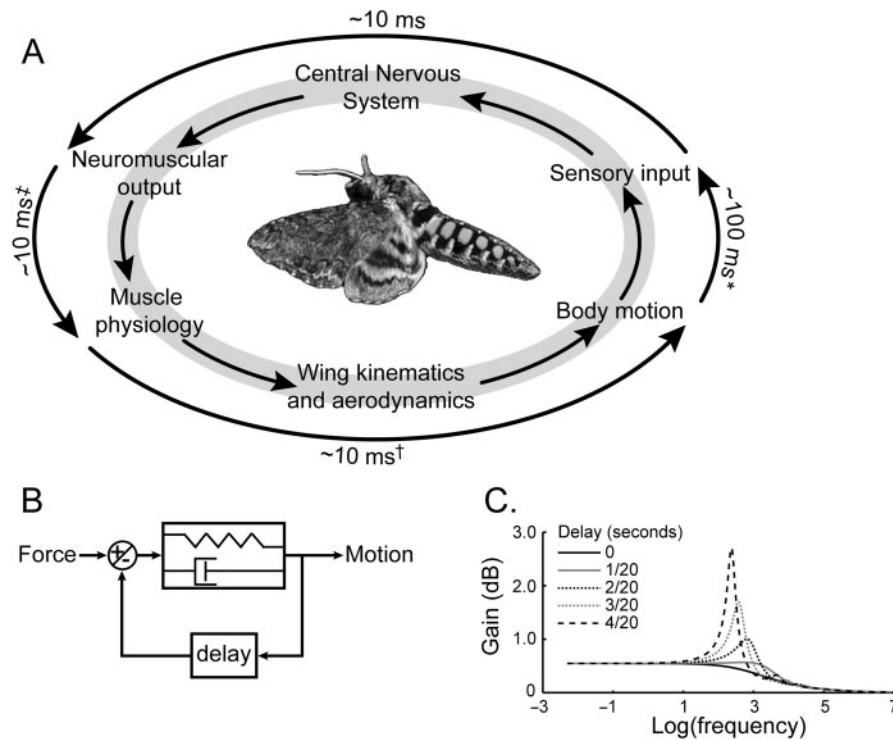 A
~10 ms
Central Nervous
System
Neuromuscular
output
Sensory input
~10 ms‡
~100 ms*
Muscle
physiology
Body motion
Wing kinematics
and aerodynamics
~10 ms†
B
Force
+
-
Motion
delay
C.
Gain (dB)
3.0
2.0
1.0
0
Delay (seconds)
0
1/20
2/20
3/20
4/20
−3 −1 1 3 5 7
Log(frequency)